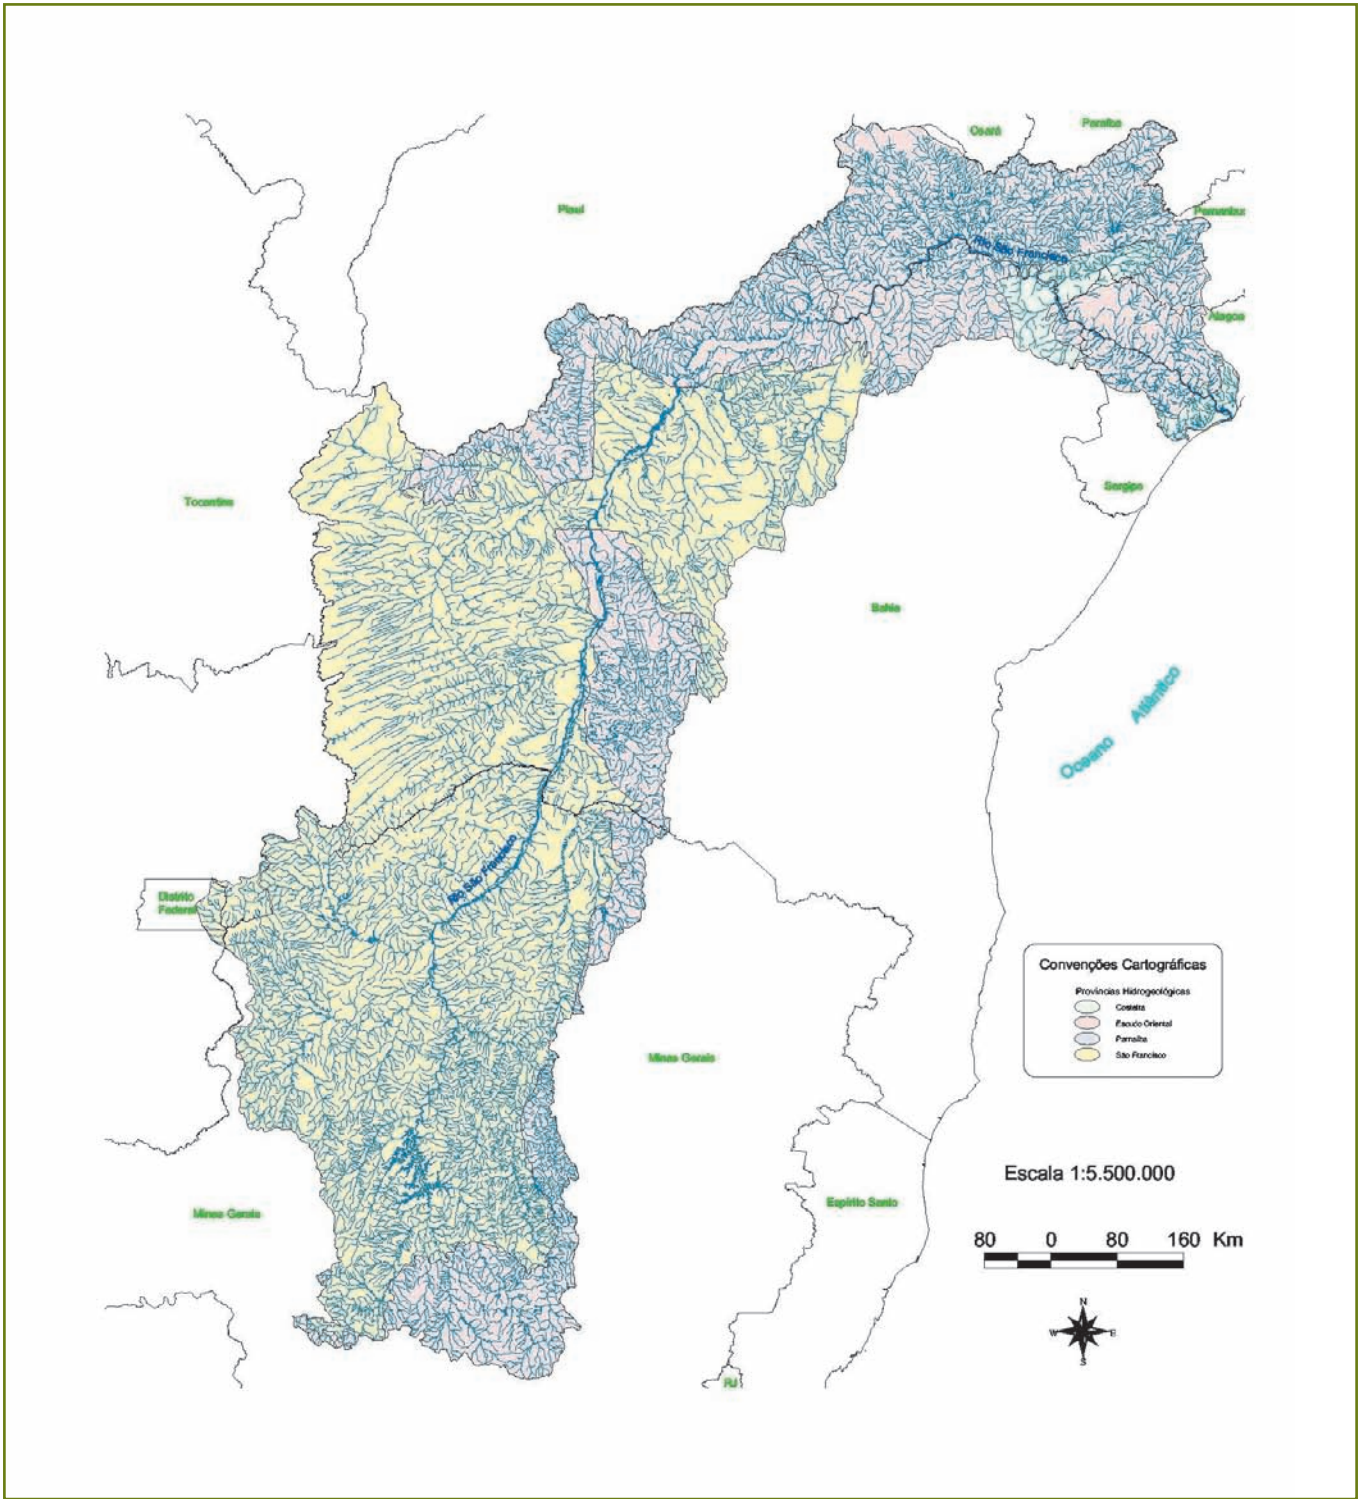 Ceará
Paraíba
Piauí
Rio São Francisco
Alagoa
Sergipe
Tocantins
Bahia
Oceano Atlântico
Rio São Francisco
Distrito
Federal
Convenções Cartográficas
Províncias Hidrogeológicas
Costeira
Escudo Oriental
Parnaíba
São Francisco
Minas Gerais
Escala 1:5.500.000
Espírito Santo
Minas Gerais
80 0 80 160 Km
N
W E
S
RJ